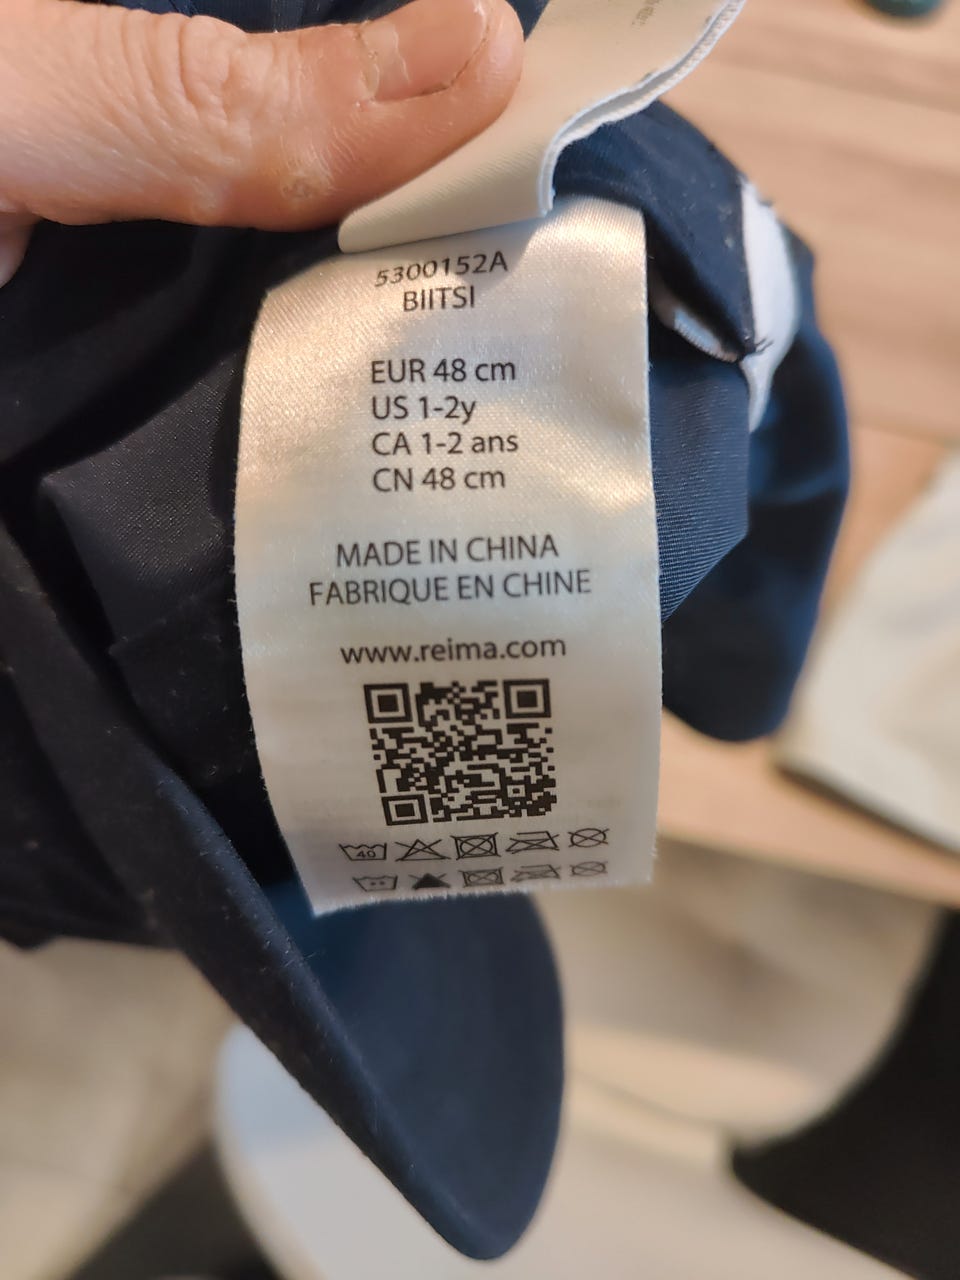 5300152A
BIITSI
EUR 48 cm
US 1-2y
CA 1-2 ans
CN 48 cm
MADE IN CHINA
FABRIQUE EN CHINE
www.reima.com
40